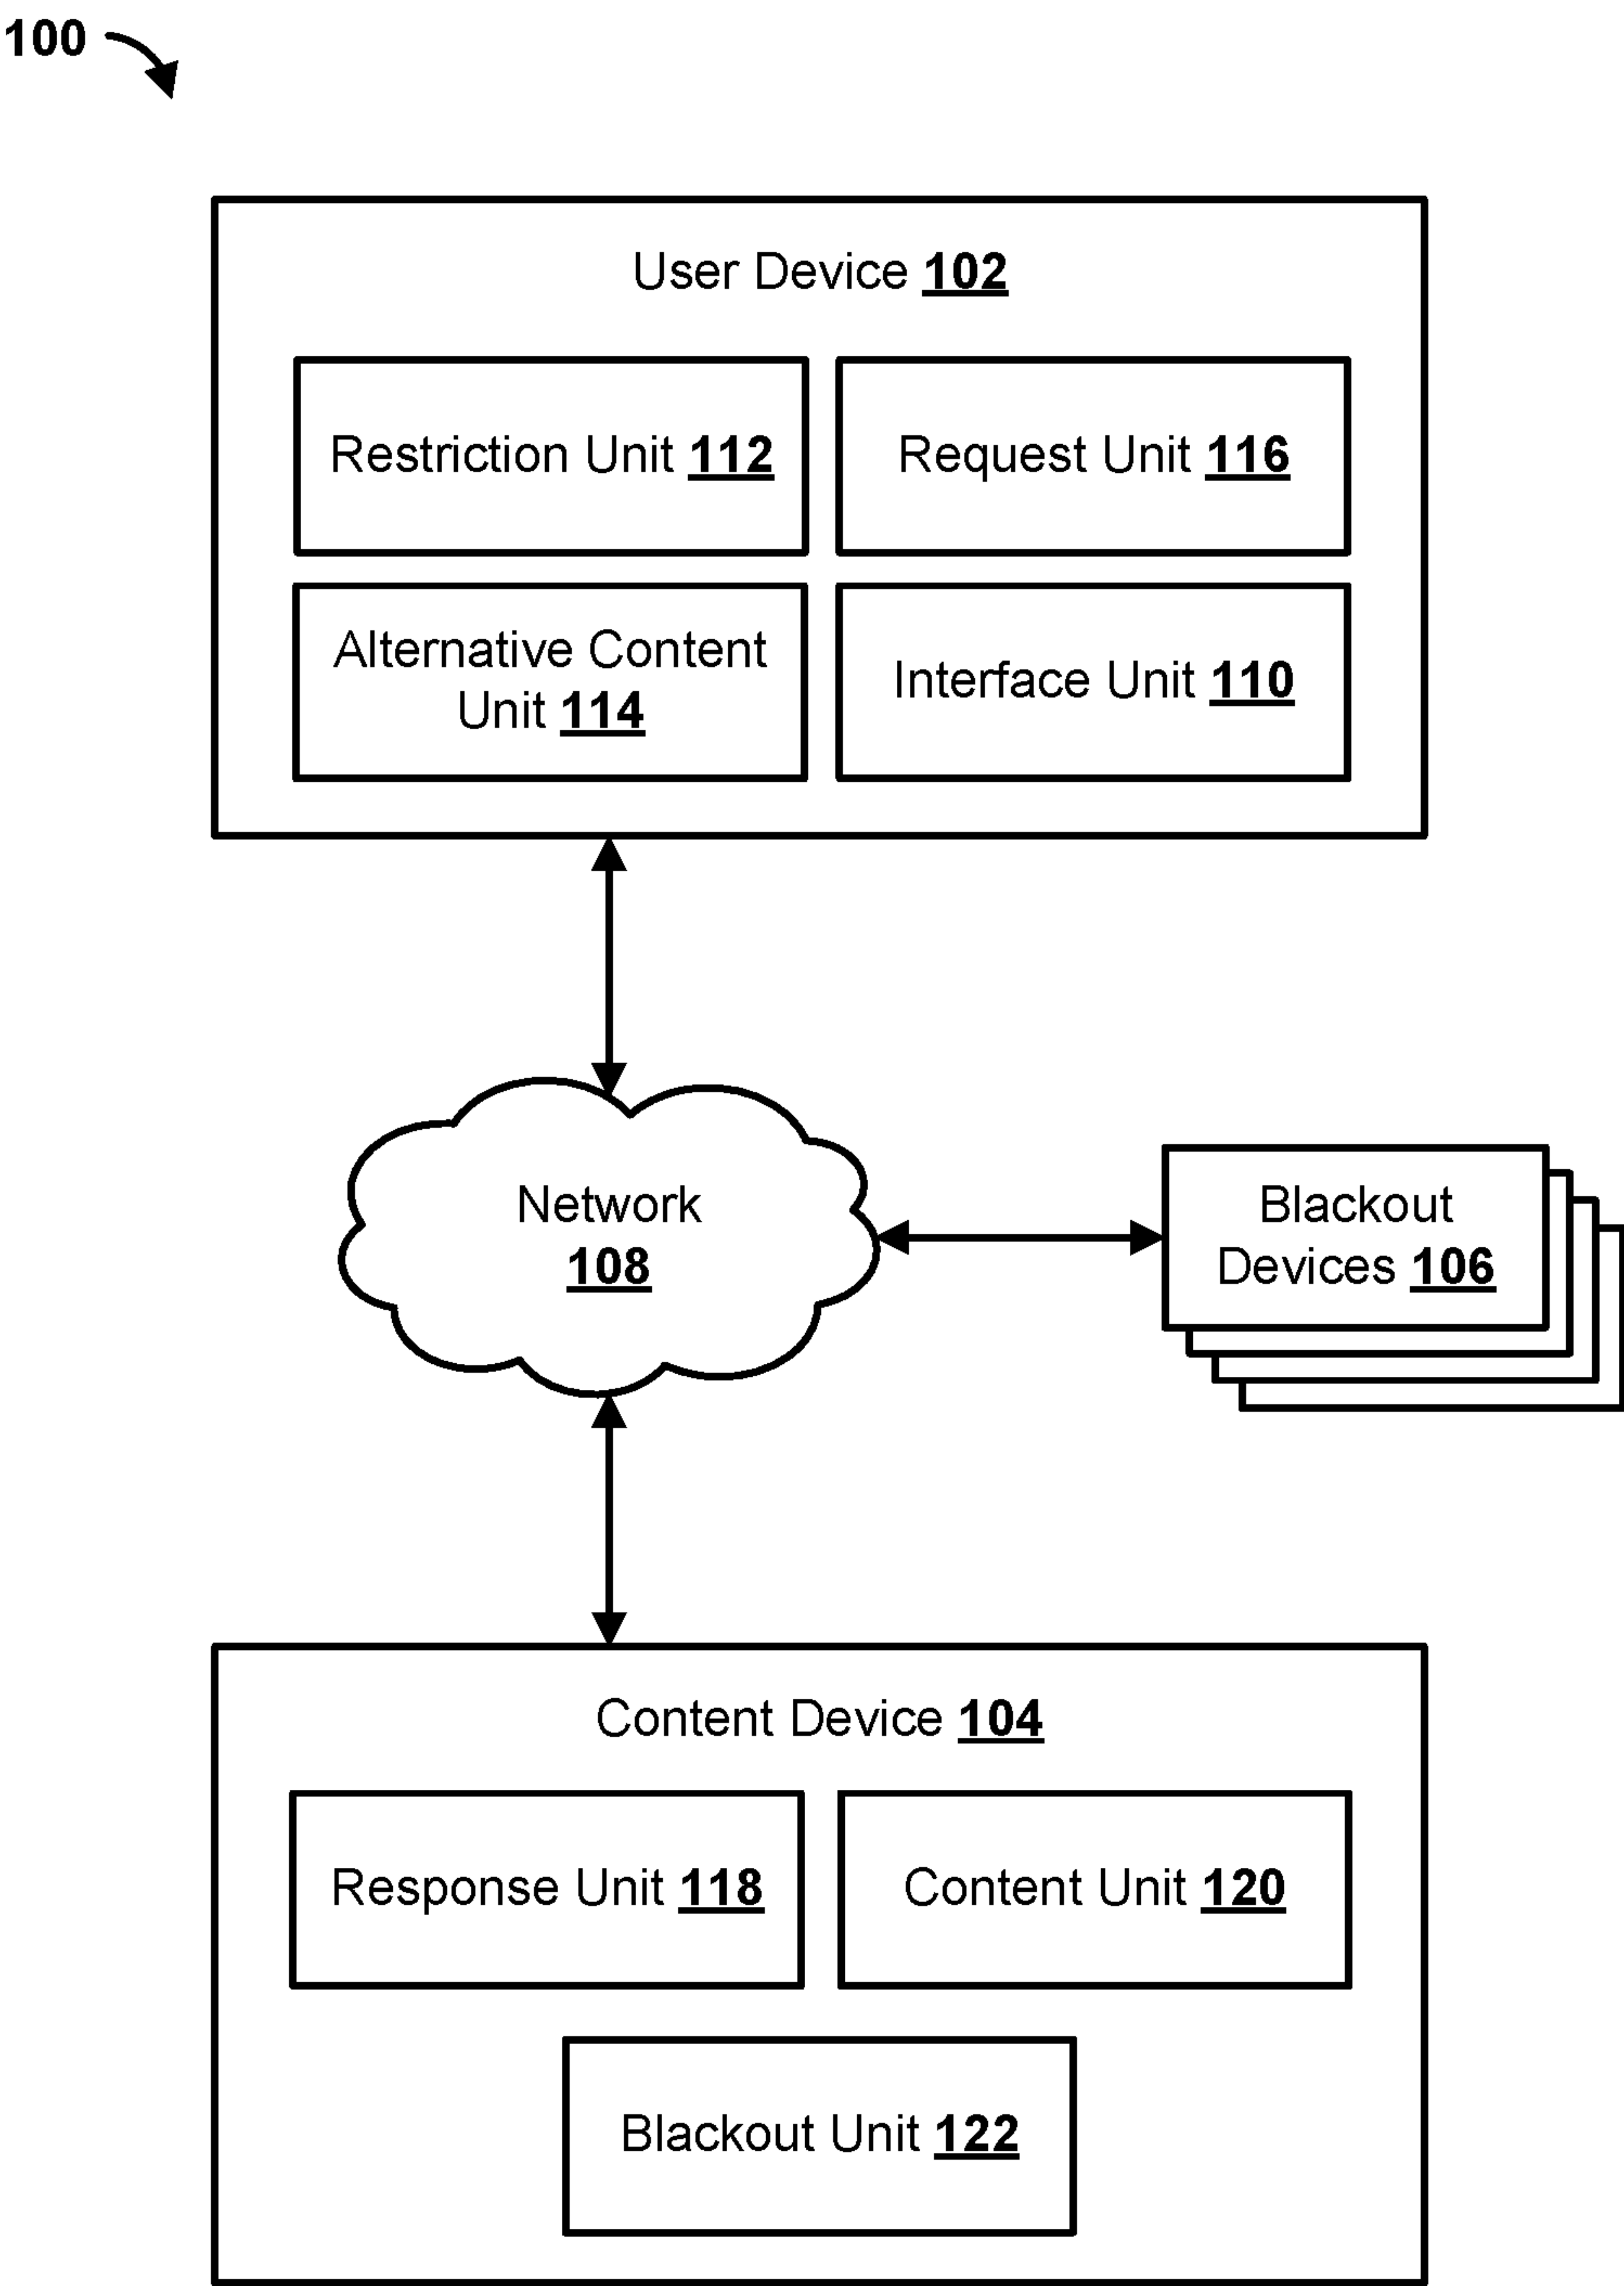 100
User Device 102
Restriction Unit 112
Request Unit 116
Alternative Content
Unit 114
Interface Unit 110
Network
108
Blackout
Devices 106
Content Device 104
Response Unit 118
Content Unit 120
Blackout Unit 122